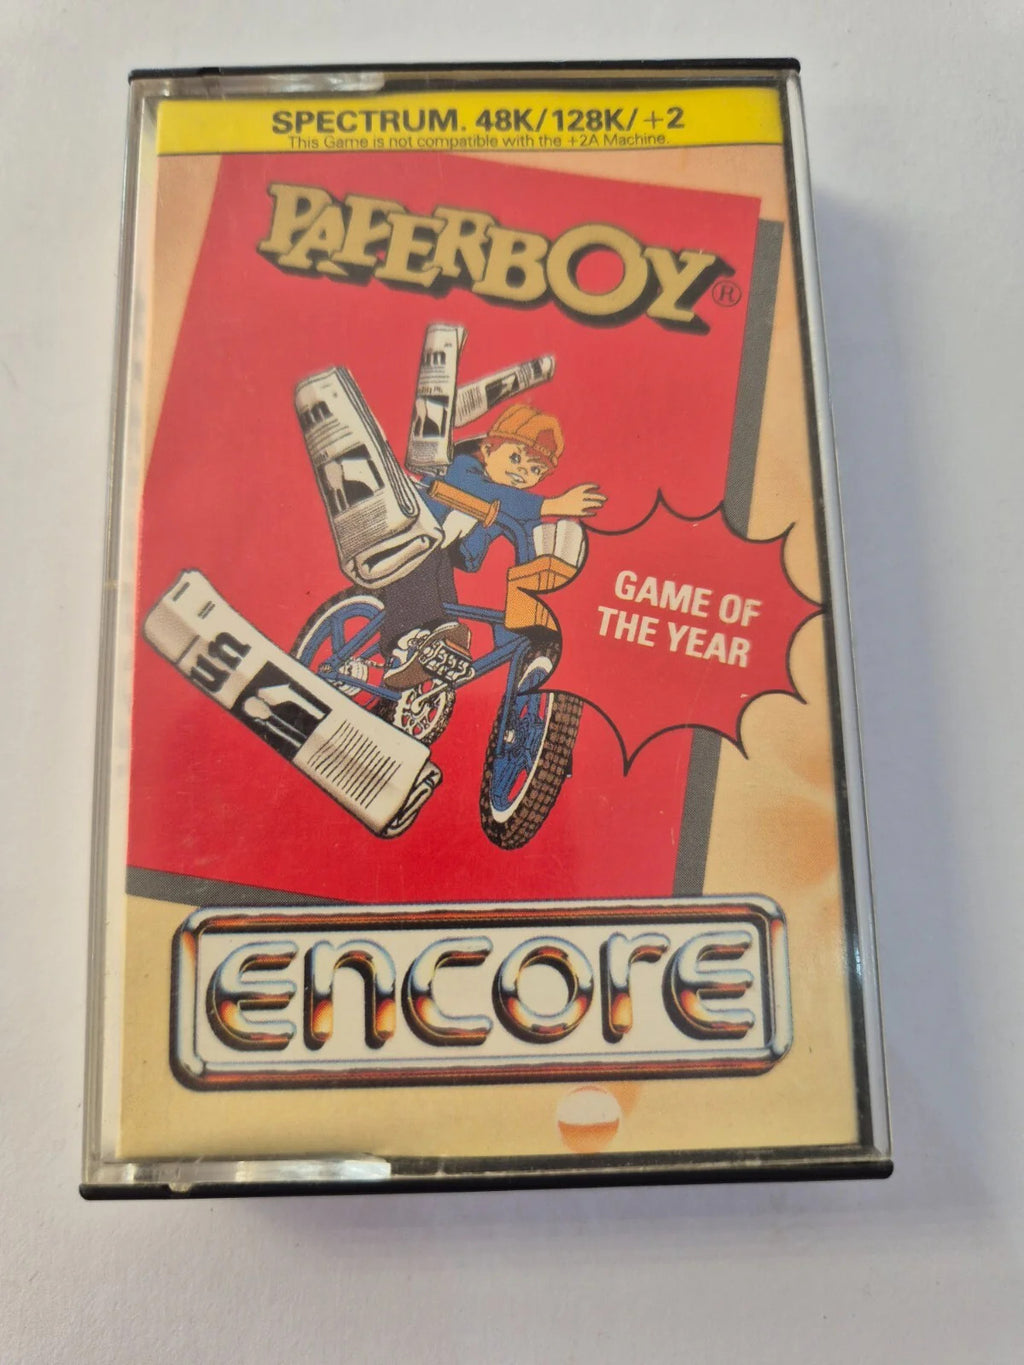 SPECTRUM. 48K/128K/+2
This Game is not compatible with the +2A Machine.
PAPERBOY®
GAME OF
THE YEAR
encore